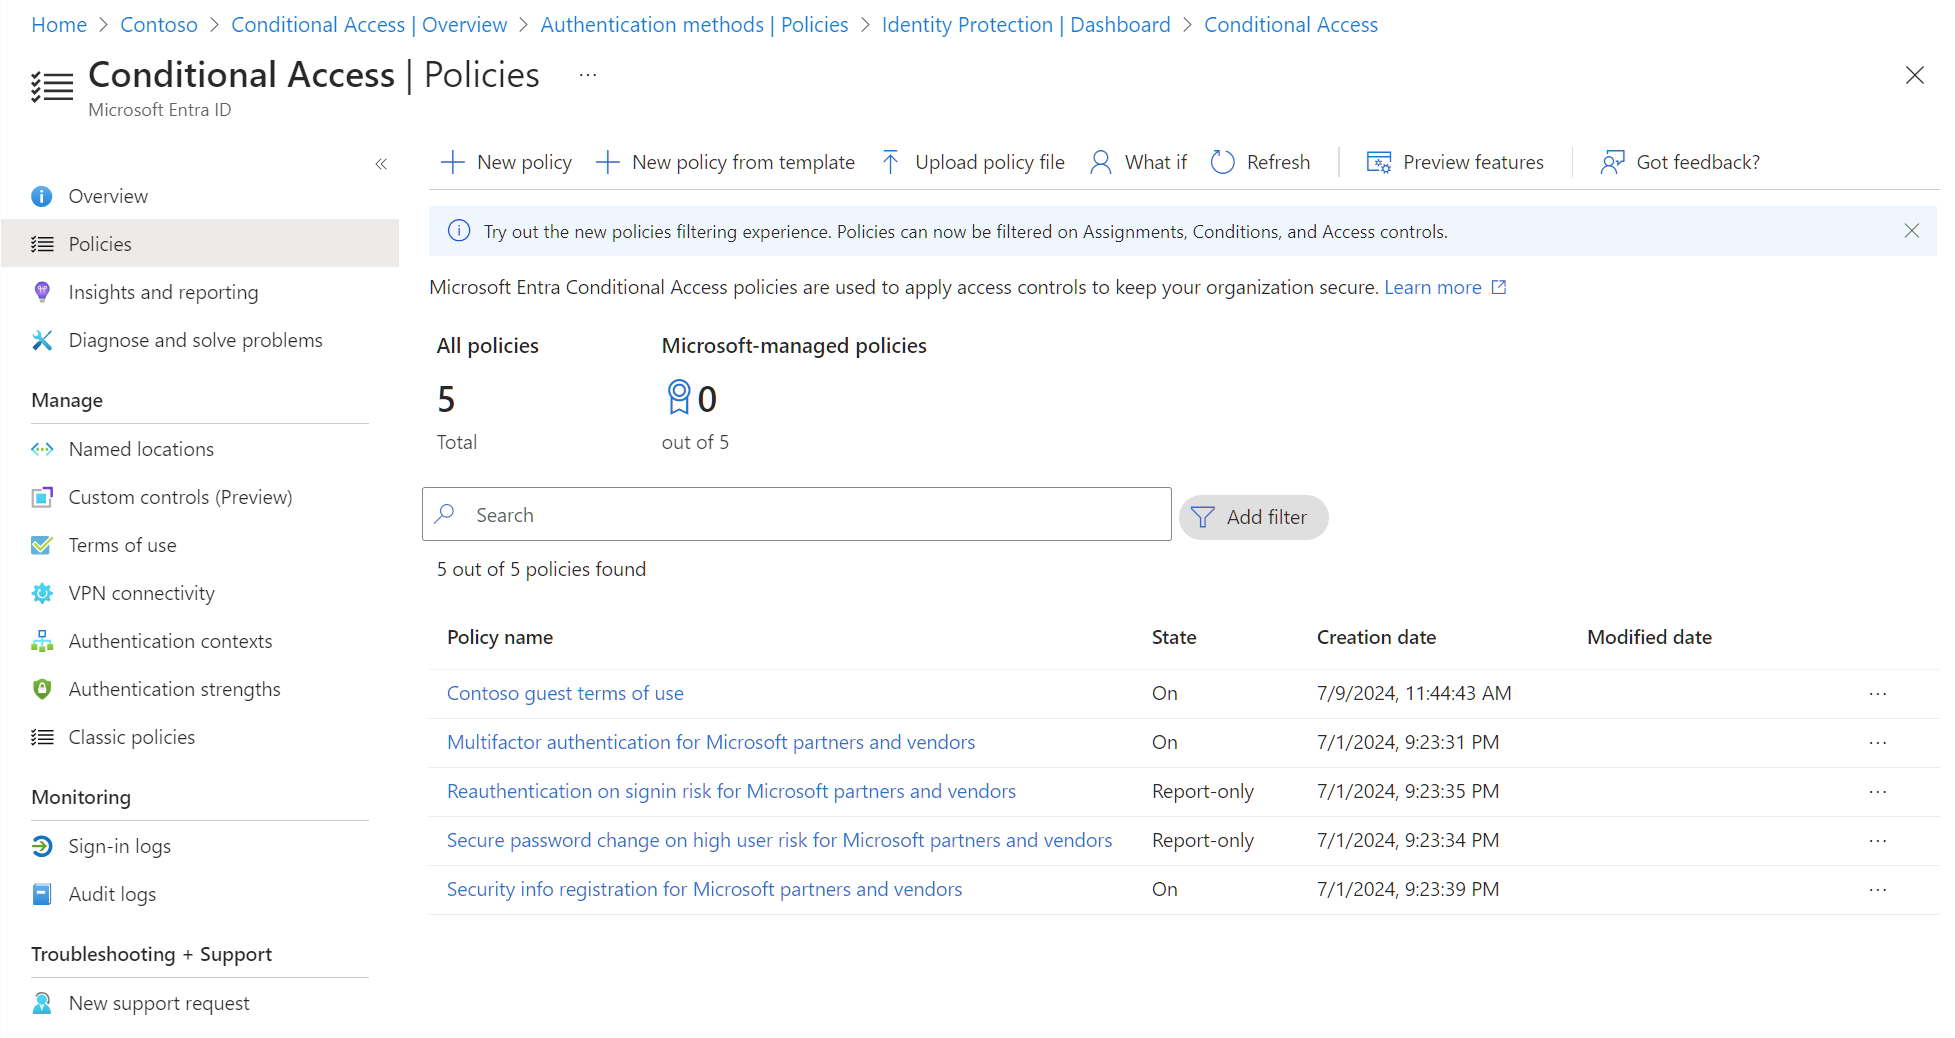 Home > Contoso > Conditional Access | Overview > Authentication methods | Policies > Identity Protection | Dashboard > Conditional Access
Conditional Access | Policies ...
Microsoft Entra ID
«
Overview
Policies
Insights and reporting
Diagnose and solve problems
Manage
Named locations
Custom controls (Preview)
Terms of use
VPN connectivity
Authentication contexts
Authentication strengths
Classic policies
Monitoring
Sign-in logs
Audit logs
Troubleshooting + Support
New support request
New policy New policy from template Upload policy file What if Refresh Preview features Got feedback?
Try out the new policies filtering experience. Policies can now be filtered on Assignments, Conditions, and Access controls.
Microsoft Entra Conditional Access policies are used to apply access controls to keep your organization secure. Learn more
All policies Microsoft-managed policies
5 0
Total out of 5
Search Add filter
5 out of 5 policies found
Policy name State Creation date Modified date
Contoso guest terms of use On 7/9/2024, 11:44:43 AM ...
Multifactor authentication for Microsoft partners and vendors On 7/1/2024, 9:23:31 PM ...
Reauthentication on signin risk for Microsoft partners and vendors Report-only 7/1/2024, 9:23:35 PM ...
Secure password change on high user risk for Microsoft partners and vendors Report-only 7/1/2024, 9:23:34 PM ...
Security info registration for Microsoft partners and vendors On 7/1/2024, 9:23:39 PM ...